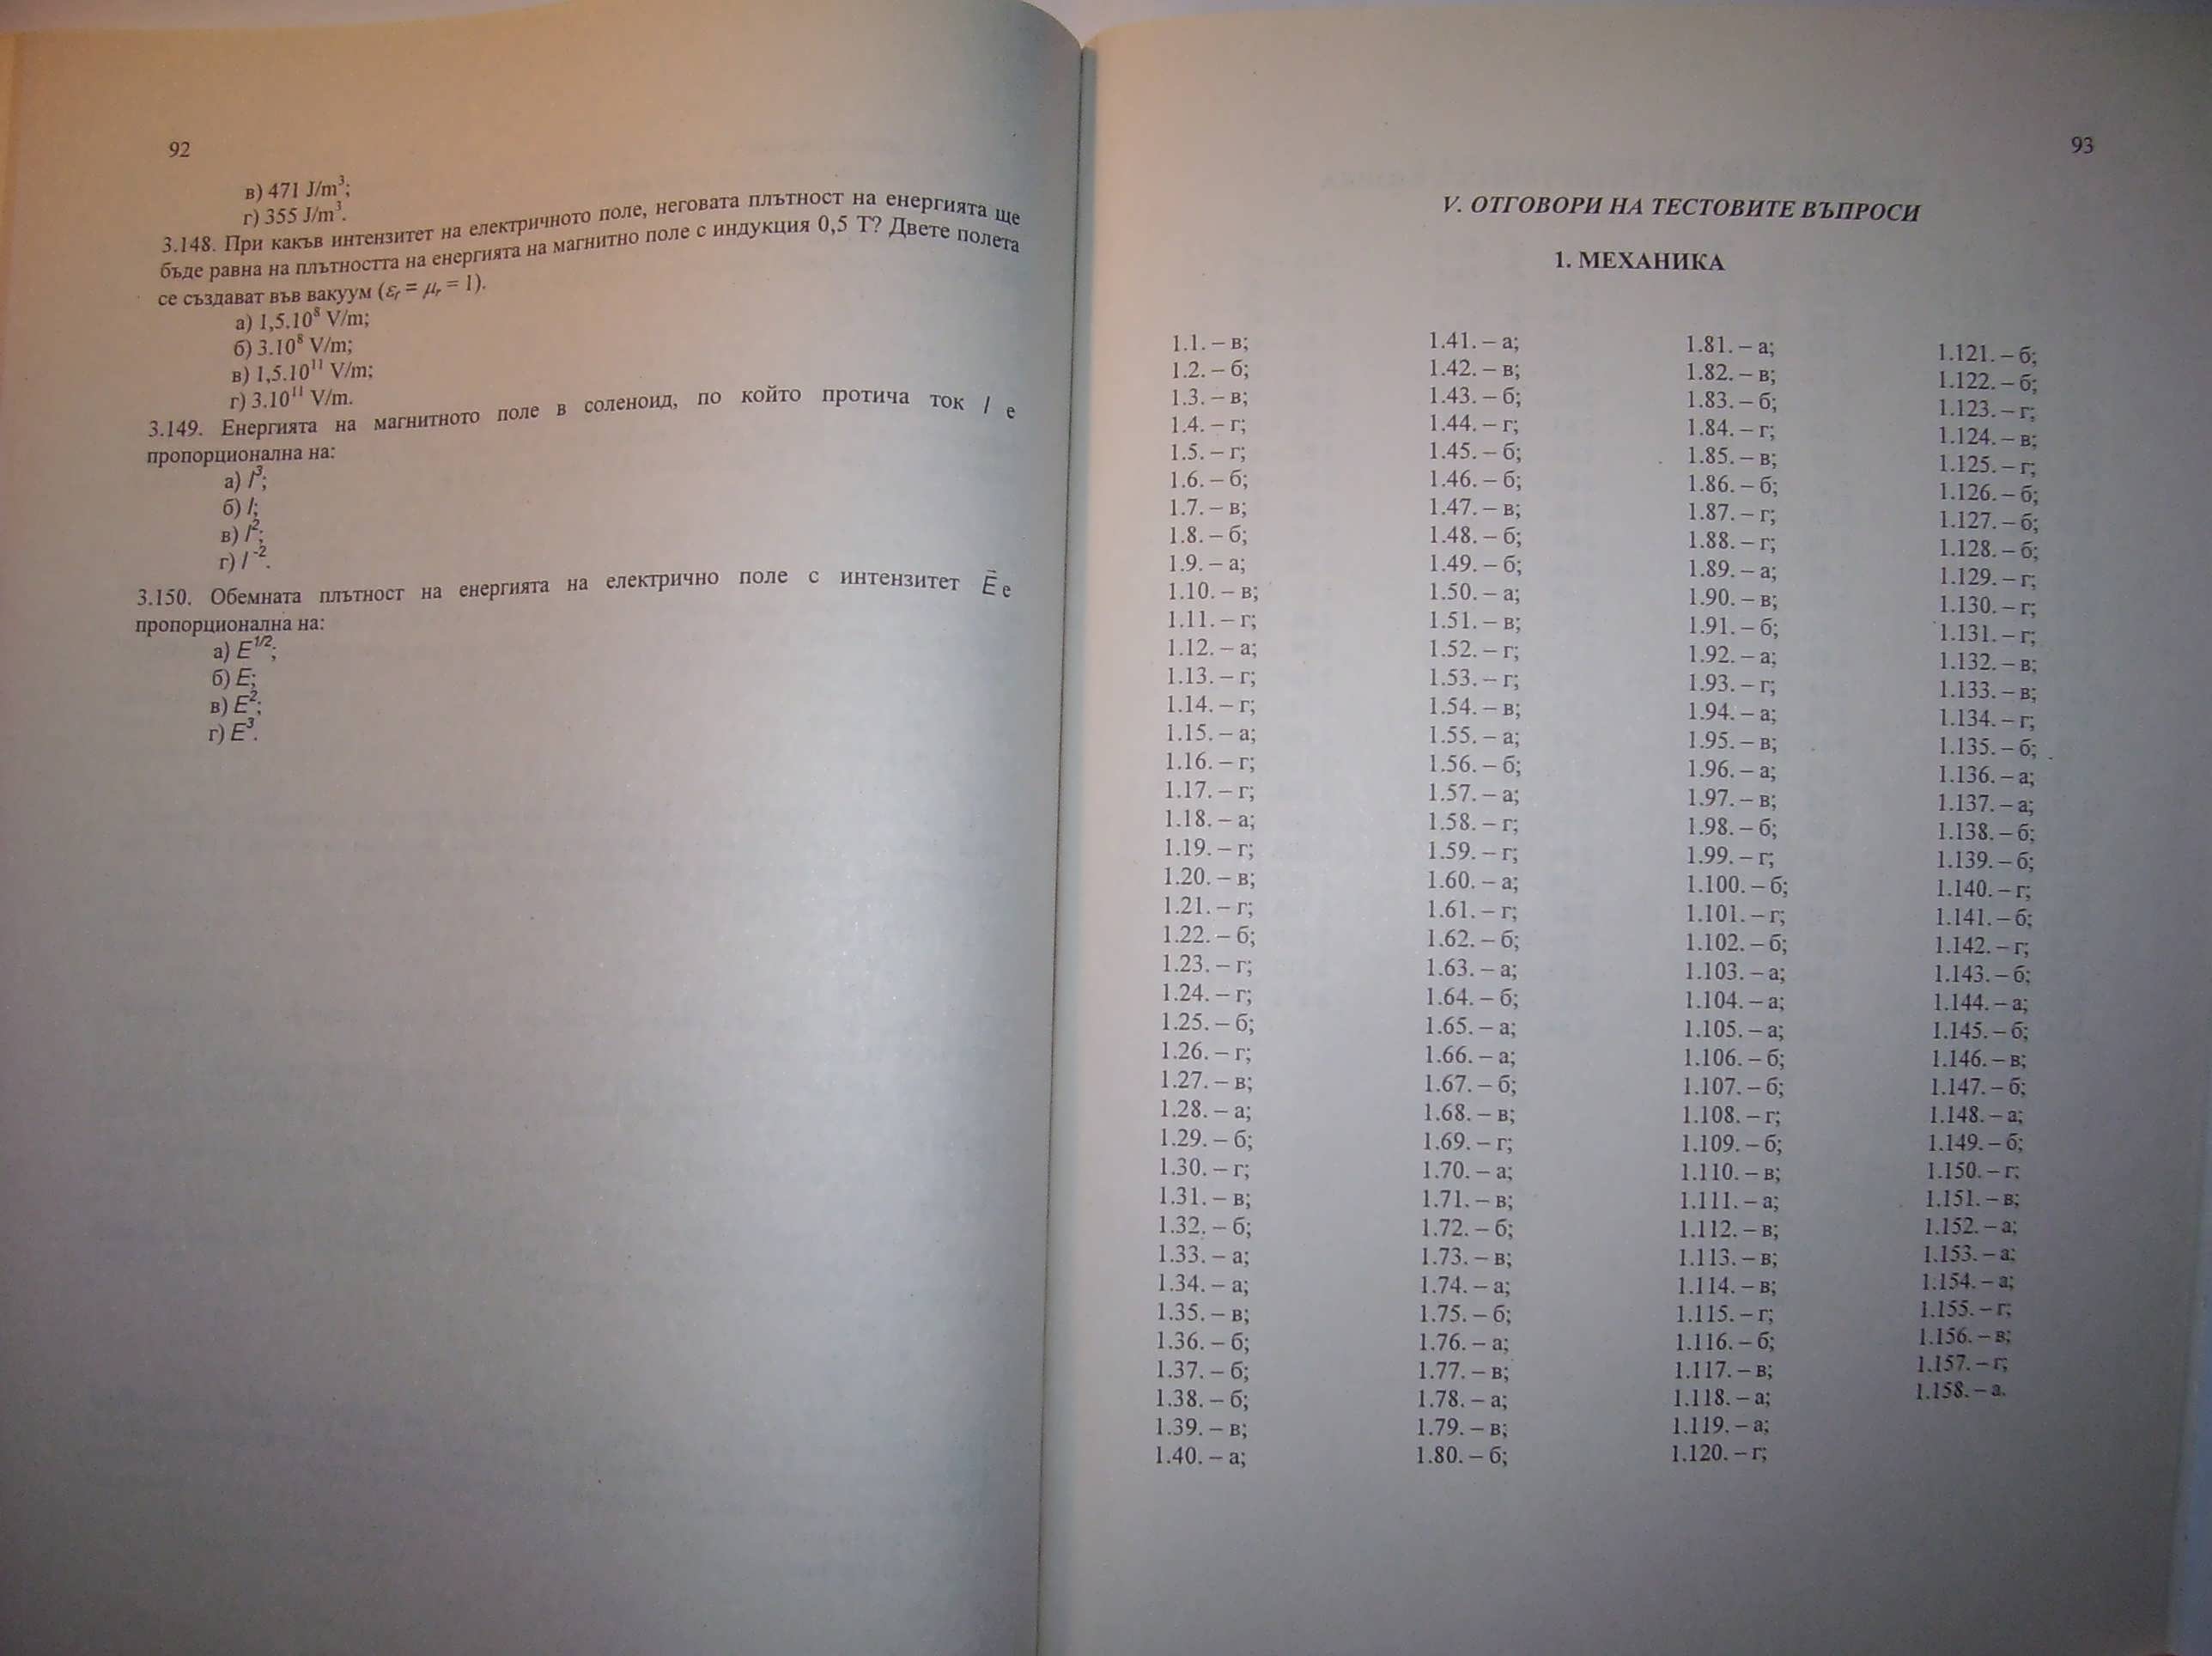 92
в) 471 J/m³;
г) 355 J/m³.
3.148. При какъв интензитет на електричното поле, неговата плътност на енергията ще
бъде равна на плътността на енергията на магнитно поле с индукция 0,5 T? Двете полета
се създават във вакуум (εᵣ = μᵣ = 1).
а) 1,5.10⁸ V/m;
б) 3.10⁸ V/m;
в) 1,5.10¹¹ V/m;
г) 3.10¹¹ V/m.
3.149. Енергията на магнитното поле в соленоид, по който протича ток I е
пропорционална на:
а) I³;
б) I;
в) I²;
г) I⁻².
3.150. Обемната плътност на енергията на електрично поле с интензитет E⃗ е
пропорционална на:
а) E^1/2;
б) E;
в) E²;
г) E³.
93
V. ОТГОВОРИ НА ТЕСТОВИТЕ ВЪПРОСИ
1. МЕХАНИКА
1.1. – в;
1.2. – б;
1.3. – в;
1.4. – г;
1.5. – г;
1.6. – б;
1.7. – в;
1.8. – б;
1.9. – а;
1.10. – в;
1.11. – г;
1.12. – а;
1.13. – г;
1.14. – г;
1.15. – а;
1.16. – г;
1.17. – г;
1.18. – а;
1.19. – г;
1.20. – в;
1.21. – г;
1.22. – б;
1.23. – г;
1.24. – г;
1.25. – б;
1.26. – г;
1.27. – в;
1.28. – а;
1.29. – б;
1.30. – г;
1.31. – в;
1.32. – б;
1.33. – а;
1.34. – а;
1.35. – в;
1.36. – б;
1.37. – б;
1.38. – б;
1.39. – в;
1.40. – а;
1.41. – а;
1.42. – в;
1.43. – б;
1.44. – г;
1.45. – б;
1.46. – б;
1.47. – в;
1.48. – б;
1.49. – б;
1.50. – а;
1.51. – в;
1.52. – г;
1.53. – г;
1.54. – в;
1.55. – а;
1.56. – б;
1.57. – а;
1.58. – г;
1.59. – г;
1.60. – а;
1.61. – г;
1.62. – б;
1.63. – а;
1.64. – б;
1.65. – а;
1.66. – а;
1.67. – б;
1.68. – в;
1.69. – г;
1.70. – а;
1.71. – в;
1.72. – б;
1.73. – в;
1.74. – а;
1.75. – б;
1.76. – а;
1.77. – в;
1.78. – а;
1.79. – в;
1.80. – б;
1.81. – а;
1.82. – в;
1.83. – б;
1.84. – г;
1.85. – в;
1.86. – б;
1.87. – г;
1.88. – г;
1.89. – а;
1.90. – в;
1.91. – б;
1.92. – а;
1.93. – г;
1.94. – а;
1.95. – в;
1.96. – а;
1.97. – в;
1.98. – б;
1.99. – г;
1.100. – б;
1.101. – г;
1.102. – б;
1.103. – а;
1.104. – а;
1.105. – а;
1.106. – б;
1.107. – б;
1.108. – г;
1.109. – б;
1.110. – в;
1.111. – а;
1.112. – в;
1.113. – в;
1.114. – в;
1.115. – г;
1.116. – б;
1.117. – в;
1.118. – а;
1.119. – а;
1.120. – г;
1.121. – б;
1.122. – б;
1.123. – г;
1.124. – в;
1.125. – г;
1.126. – б;
1.127. – б;
1.128. – б;
1.129. – г;
1.130. – г;
1.131. – г;
1.132. – в;
1.133. – в;
1.134. – г;
1.135. – б;
1.136. – а;
1.137. – а;
1.138. – б;
1.139. – б;
1.140. – г;
1.141. – б;
1.142. – г;
1.143. – б;
1.144. – а;
1.145. – б;
1.146. – в;
1.147. – б;
1.148. – а;
1.149. – б;
1.150. – г;
1.151. – в;
1.152. – а;
1.153. – а;
1.154. – а;
1.155. – г;
1.156. – в;
1.157. – г;
1.158. – а.